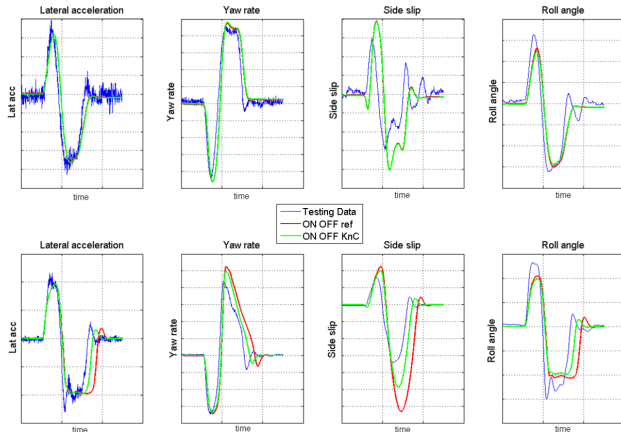 Lateral acceleration
Yaw rate
Side slip
Roll angle
Lat acc
Yaw rate
Side slip
Roll angle
time
time
time
time
Testing Data
ON OFF ref
ON OFF KnC
Lateral acceleration
Yaw rate
Side slip
Roll angle
Lat acc
Yaw rate
Side slip
Roll angle
time
time
time
time